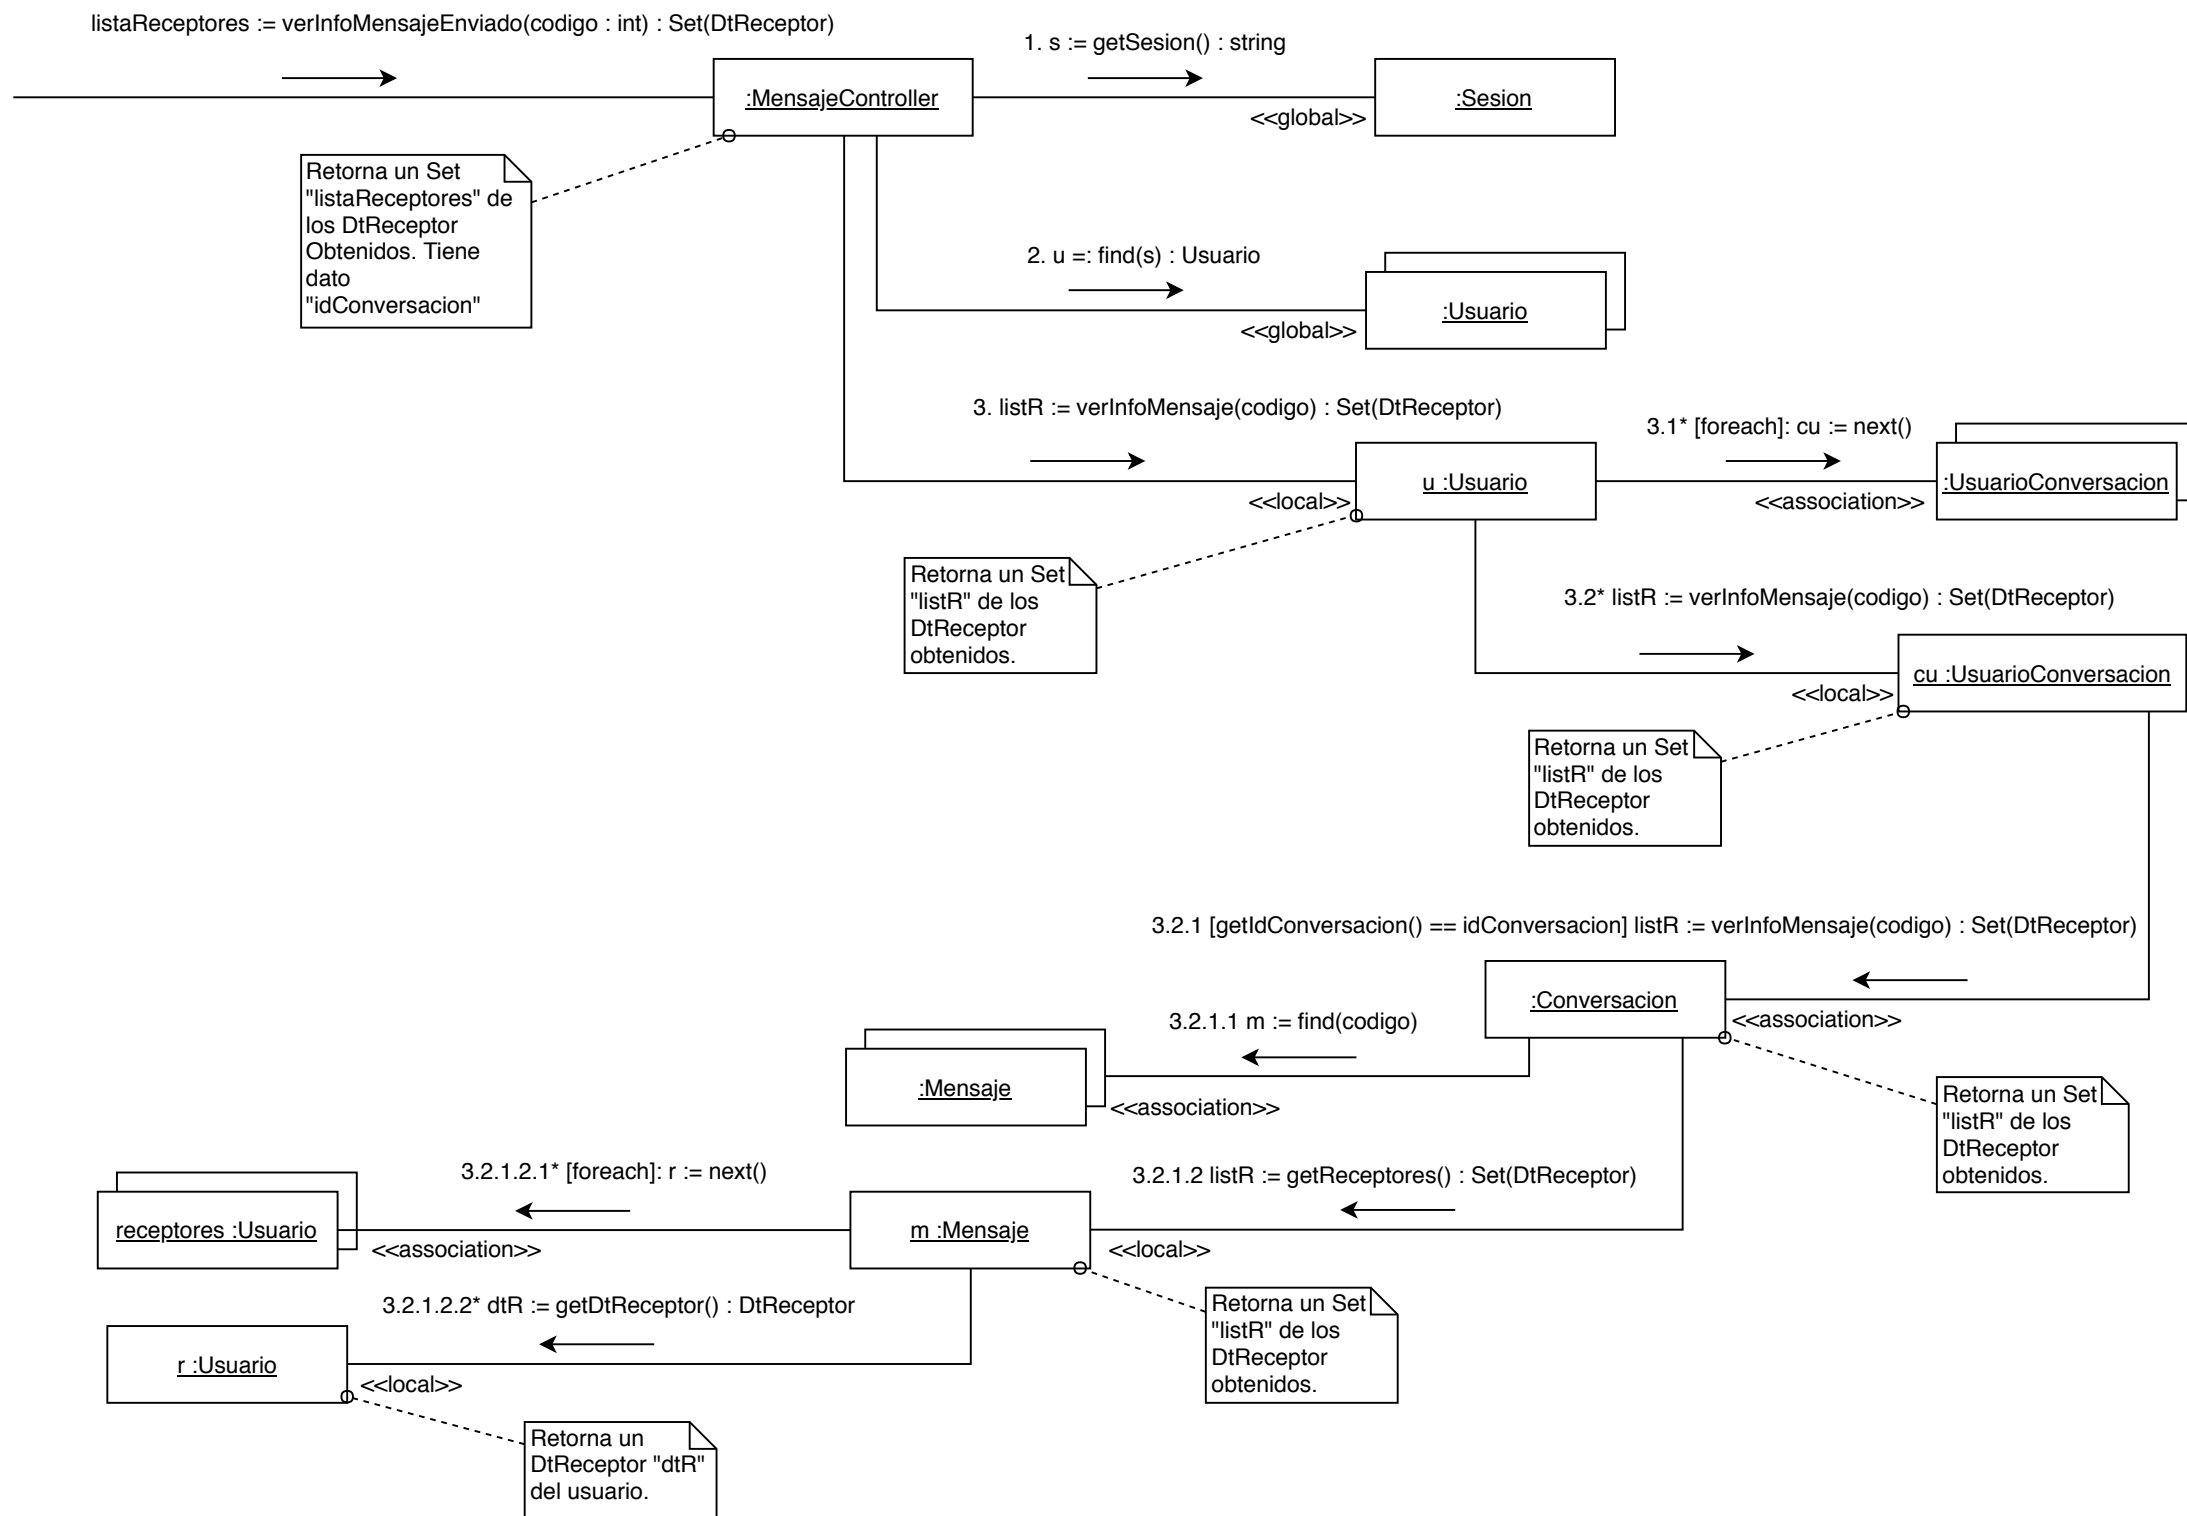 listaReceptores := verInfoMensajeEnviado(codigo : int) : Set(DtReceptor)
1. s := getSesion() : string
:MensajeController
:Sesion
<<global>>
Retorna un Set
"listaReceptores" de
los DtReceptor
Obtenidos. Tiene
dato
"idConversacion"
2. u =: find(s) : Usuario
:Usuario
<<global>>
3. listR := verInfoMensaje(codigo) : Set(DtReceptor)
3.1* [foreach]: cu := next()
u :Usuario
:UsuarioConversacion
<<local>>
<<association>>
Retorna un Set
"listR" de los
DtReceptor
obtenidos.
3.2* listR := verInfoMensaje(codigo) : Set(DtReceptor)
cu :UsuarioConversacion
<<local>>
Retorna un Set
"listR" de los
DtReceptor
obtenidos.
3.2.1 [getIdConversacion() == idConversacion] listR := verInfoMensaje(codigo) : Set(DtReceptor)
:Conversacion
<<association>>
3.2.1.1 m := find(codigo)
:Mensaje
<<association>>
Retorna un Set
"listR" de los
DtReceptor
obtenidos.
3.2.1.2.1* [foreach]: r := next()
3.2.1.2 listR := getReceptores() : Set(DtReceptor)
receptores :Usuario
m :Mensaje
<<association>>
<<local>>
3.2.1.2.2* dtR := getDtReceptor() : DtReceptor
Retorna un Set
"listR" de los
DtReceptor
obtenidos.
r :Usuario
<<local>>
Retorna un
DtReceptor "dtR"
del usuario.